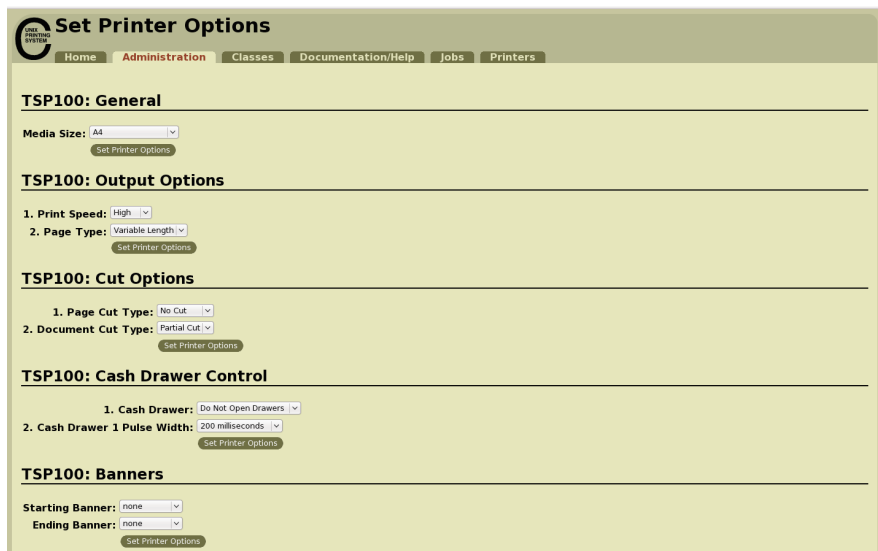 UNIX
PRINTING
SYSTEM
Set Printer Options
Home Administration Classes Documentation/Help Jobs Printers
TSP100: General
Media Size: A4
Set Printer Options
TSP100: Output Options
1. Print Speed: High
2. Page Type: Variable Length
Set Printer Options
TSP100: Cut Options
1. Page Cut Type: No Cut
2. Document Cut Type: Partial Cut
Set Printer Options
TSP100: Cash Drawer Control
1. Cash Drawer: Do Not Open Drawers
2. Cash Drawer 1 Pulse Width: 200 milliseconds
Set Printer Options
TSP100: Banners
Starting Banner: none
Ending Banner: none
Set Printer Options